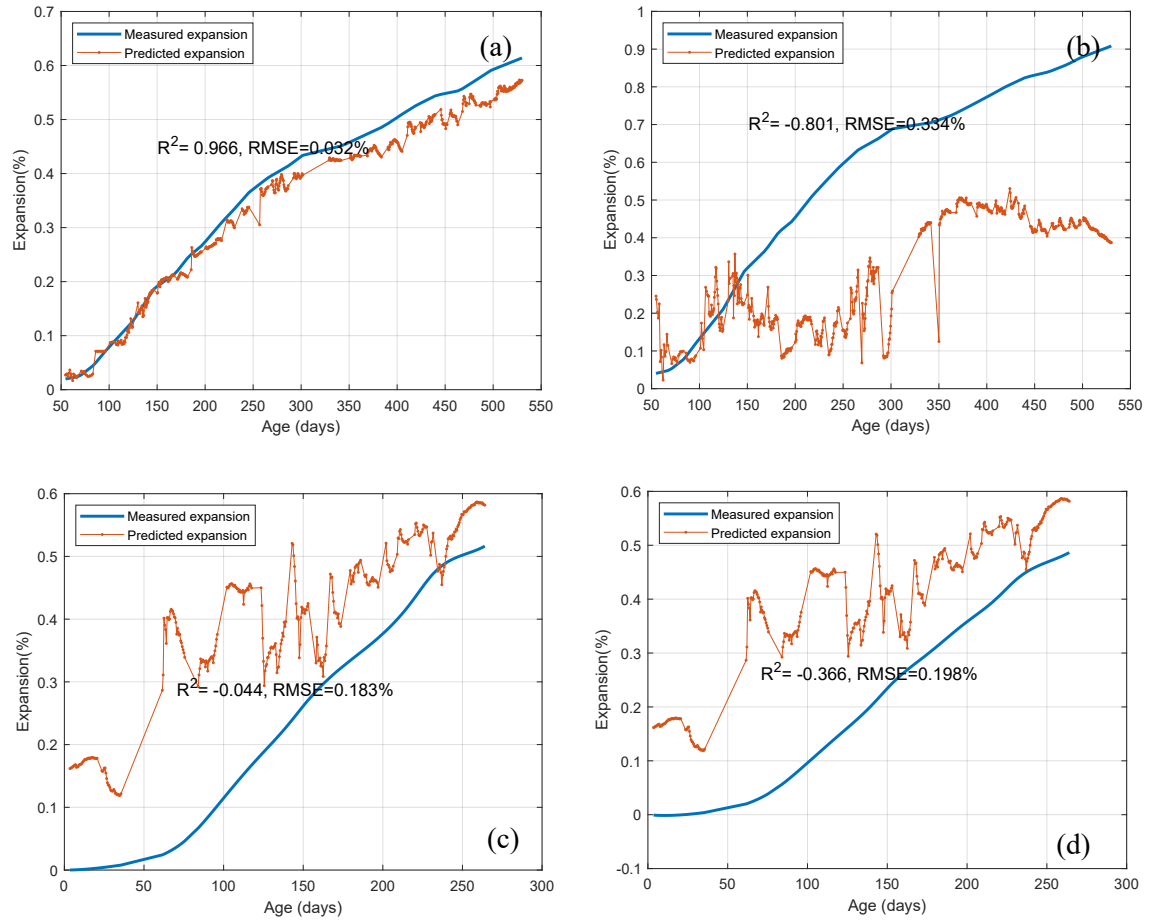 0.7
0.6
0.5
0.4
0.3
0.2
0.1
0
Expansion(%)
Measured expansion
Predicted expansion
(a)
R²= 0.966, RMSE=0.032%
50 100 150 200 250 300 350 400 450 500 550
Age (days)
1
0.9
0.8
0.7
0.6
0.5
0.4
0.3
0.2
0.1
0
Expansion(%)
Measured expansion
Predicted expansion
(b)
R²= -0.801, RMSE=0.334%
50 100 150 200 250 300 350 400 450 500 550
Age (days)
0.6
0.5
0.4
0.3
0.2
0.1
0
Expansion(%)
Measured expansion
Predicted expansion
R²= -0.044, RMSE=0.183%
(c)
0 50 100 150 200 250 300
Age (days)
0.6
0.5
0.4
0.3
0.2
0.1
0
-0.1
Expansion(%)
Measured expansion
Predicted expansion
R²= -0.366, RMSE=0.198%
(d)
0 50 100 150 200 250 300
Age (days)